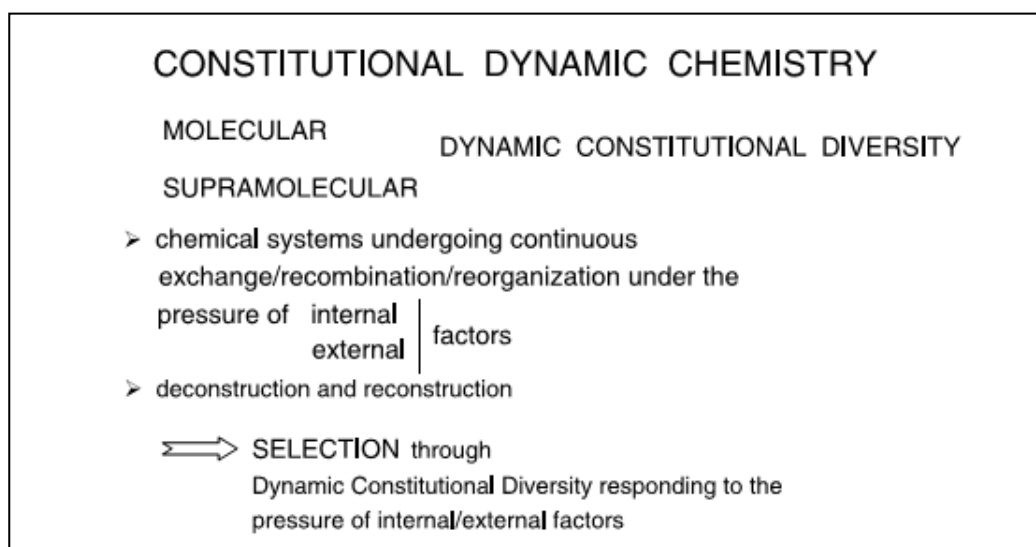 CONSTITUTIONAL DYNAMIC CHEMISTRY
MOLECULAR
DYNAMIC CONSTITUTIONAL DIVERSITY
SUPRAMOLECULAR
➢ chemical systems undergoing continuous
exchange/recombination/reorganization under the
pressure of internal
external
factors
➢ deconstruction and reconstruction
SELECTION through
Dynamic Constitutional Diversity responding to the
pressure of internal/external factors